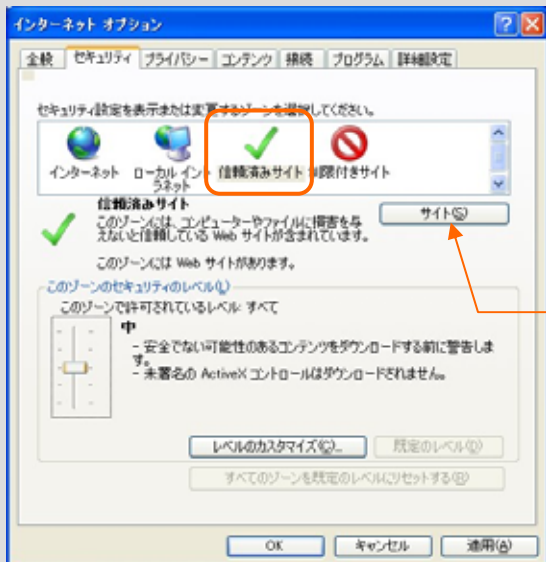 インターネット オプション
全般 セキュリティ プライバシー コンテンツ 接続 プログラム 詳細設定
セキュリティ設定を表示または変更するゾーンを選択してください。
インターネット ローカル イントラネット 信頼済みサイト 制限付きサイト
信頼済みサイト
サイト(S)
このゾーンには、コンピューターやファイルに損害を与
えないと信頼している Web サイトが含まれています。
このゾーンには Web サイトがあります。
このゾーンのセキュリティのレベル(L)
このゾーンで許可されているレベル: すべて
中
- 安全でない可能性のあるコンテンツをダウンロードする前に警告しま
す。
- 未署名の ActiveX コントロールはダウンロードされません。
レベルのカスタマイズ(C)... 既定のレベル(D)
すべてのゾーンを既定のレベルにリセットする(R)
OK キャンセル 適用(A)